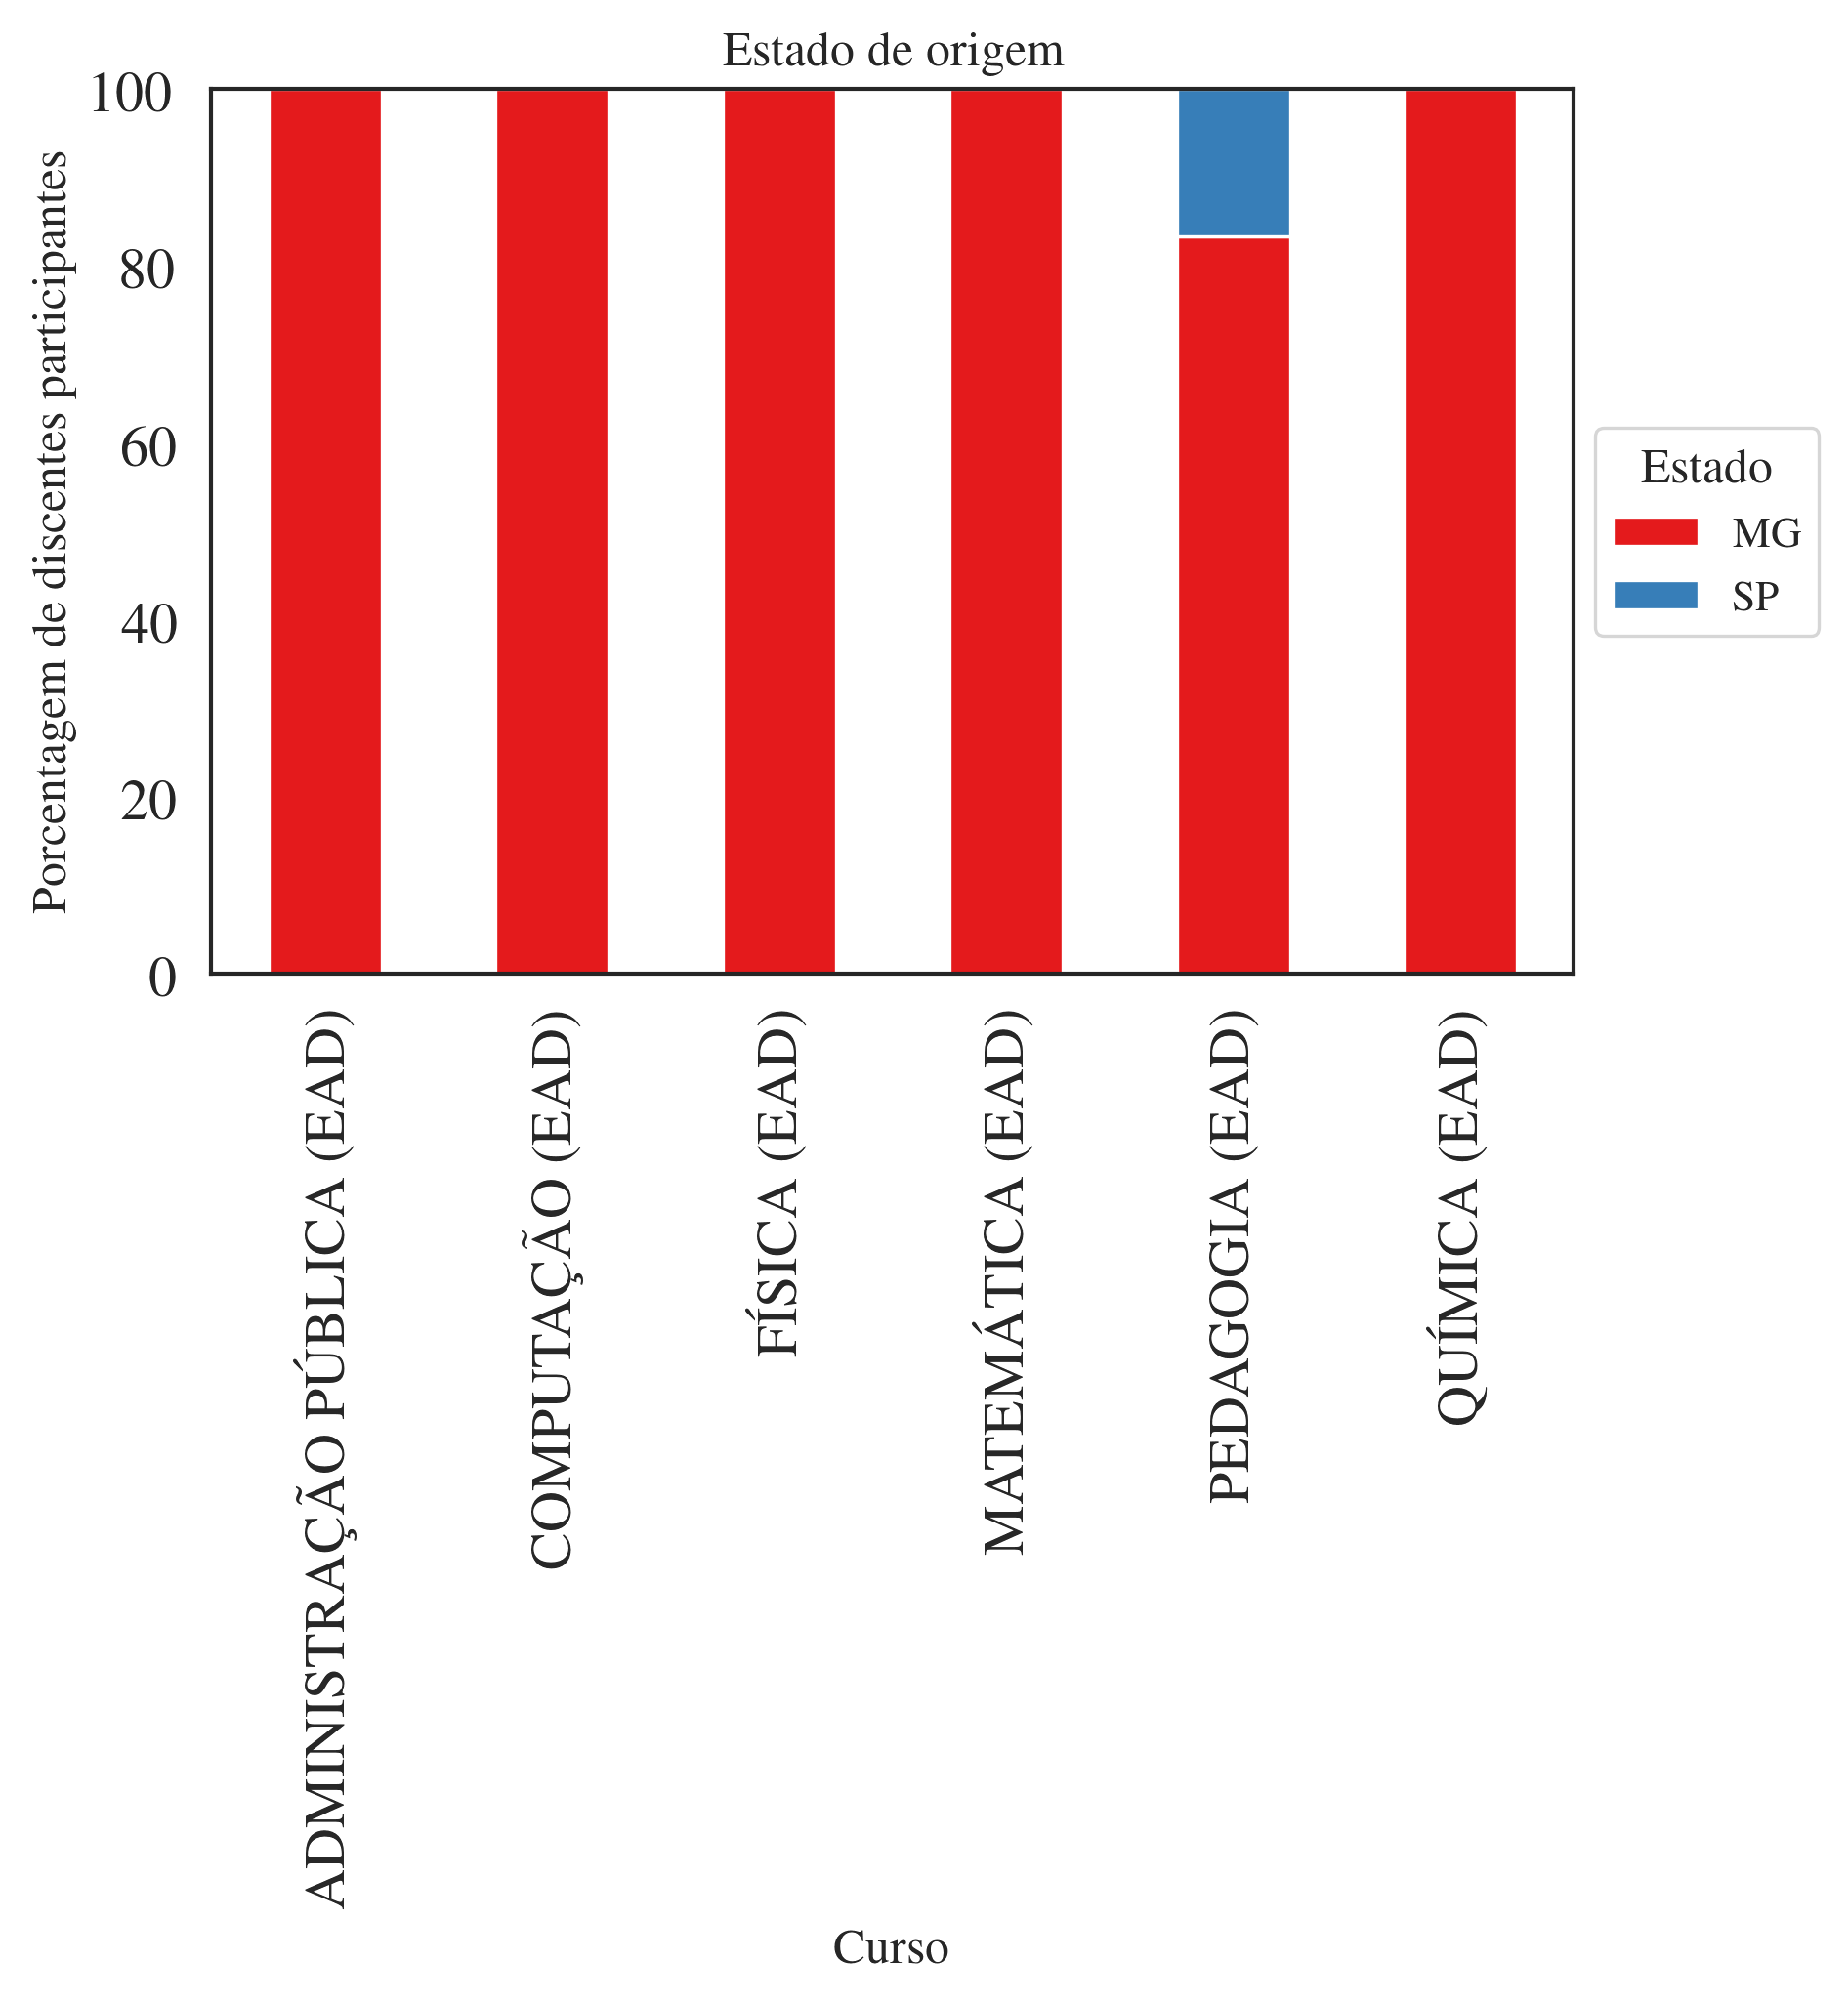 Estado de origem
Porcentagem de discentes participantes
100
80
60
40
20
0
Estado
MG
SP
ADMINISTRAÇÃO PÚBLICA (EAD)
COMPUTAÇÃO (EAD)
FÍSICA (EAD)
MATEMÁTICA (EAD)
PEDAGOGIA (EAD)
QUÍMICA (EAD)
Curso